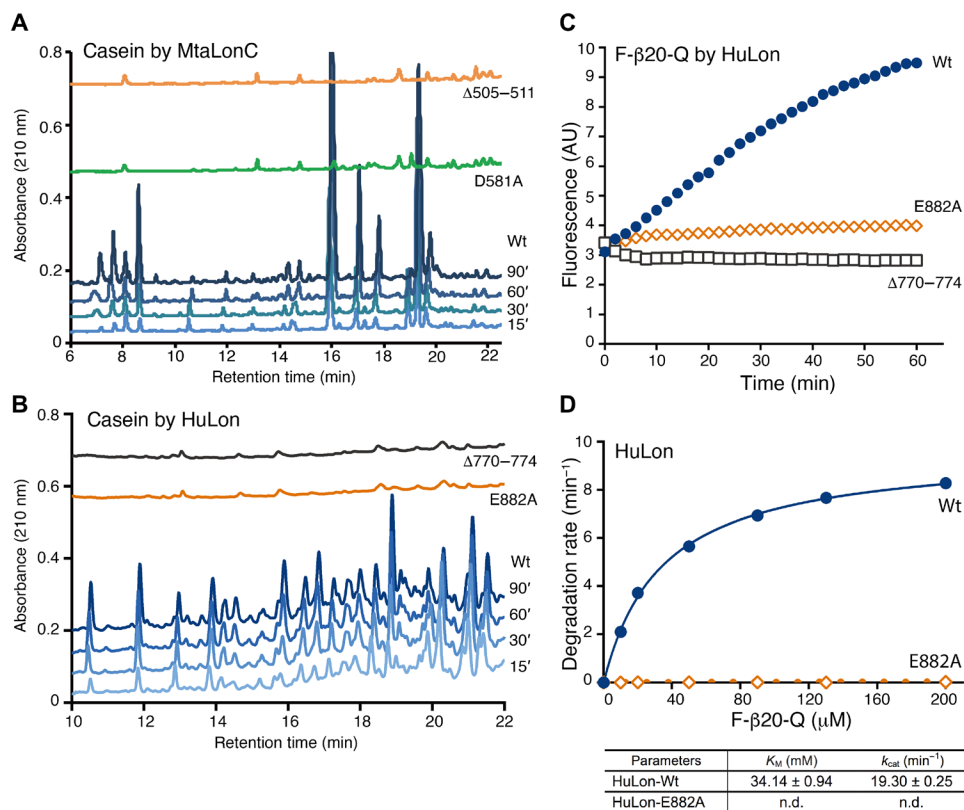 A
Casein by MtaLonC
Absorbance (210 nm)
0.8
0.6
0.4
0.2
0
Δ505–511
D581A
Wt
90′
60′
30′
15′
6
8
10
12
14
16
18
20
22
Retention time (min)
B
Casein by HuLon
Absorbance (210 nm)
0.8
0.6
0.4
0.2
0
Δ770–774
E882A
Wt
90′
60′
30′
15′
10
12
14
16
18
20
22
Retention time (min)
C
F-β20-Q by HuLon
Fluorescence (AU)
10
9
8
7
6
5
4
3
2
1
0
Wt
E882A
Δ770–774
0
10
20
30
40
50
60
Time (min)
D
HuLon
Degradation rate (min⁻¹)
10
8
6
4
2
0
Wt
E882A
0
40
80
120
160
200
F-β20-Q (μM)
Parameters K_M (mM) k_cat (min⁻¹)
HuLon-Wt 34.14 ± 0.94 19.30 ± 0.25
HuLon-E882A n.d. n.d.